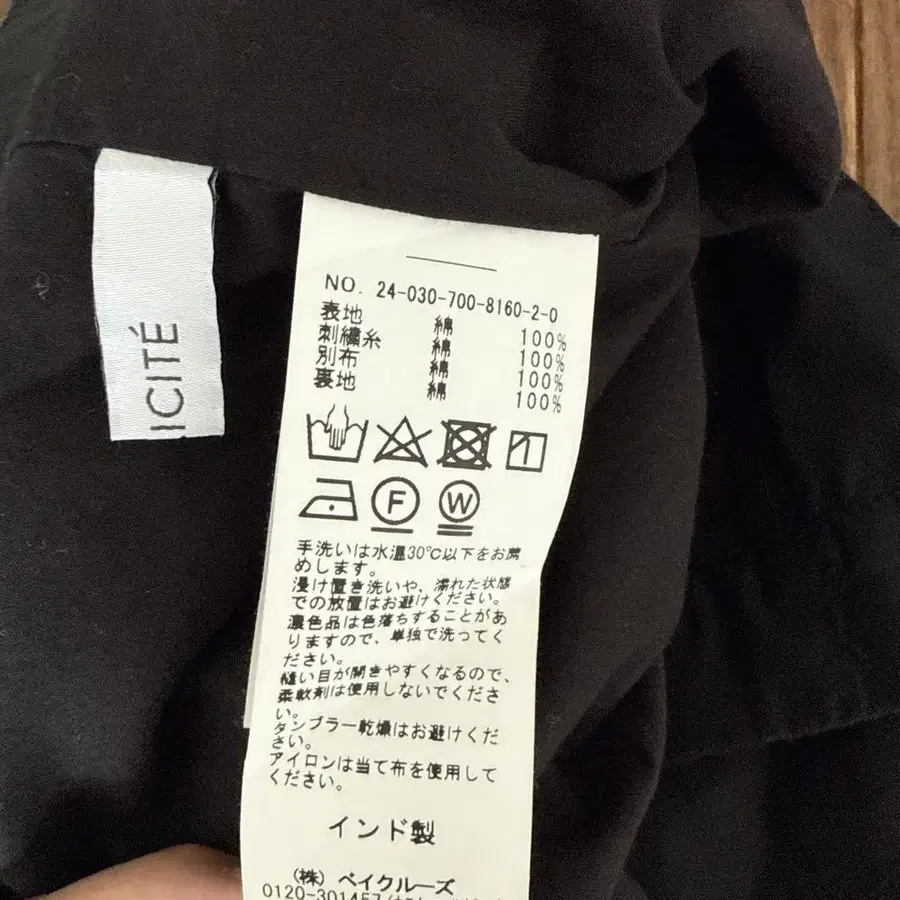 ICITÉ
NO. 24-030-700-8160-2-0
表地 綿 100%
刺繍糸 綿 100%
別布 綿 100%
裏地 綿 100%
F W
手洗いは水温30℃以下をお薦
めします。
浸け置き洗いや、濡れた状態
での放置はお避けください。
濃色品は色落ちすることがあ
りますので、単独で洗ってく
ださい。
縫い目が開きやすくなるので、
柔軟剤は使用しないでくださ
い。
タンブラー乾燥はお避けくだ
さい。
アイロンは当て布を使用して
ください。
インド製
(株) ベイクルーズ
0120-301457